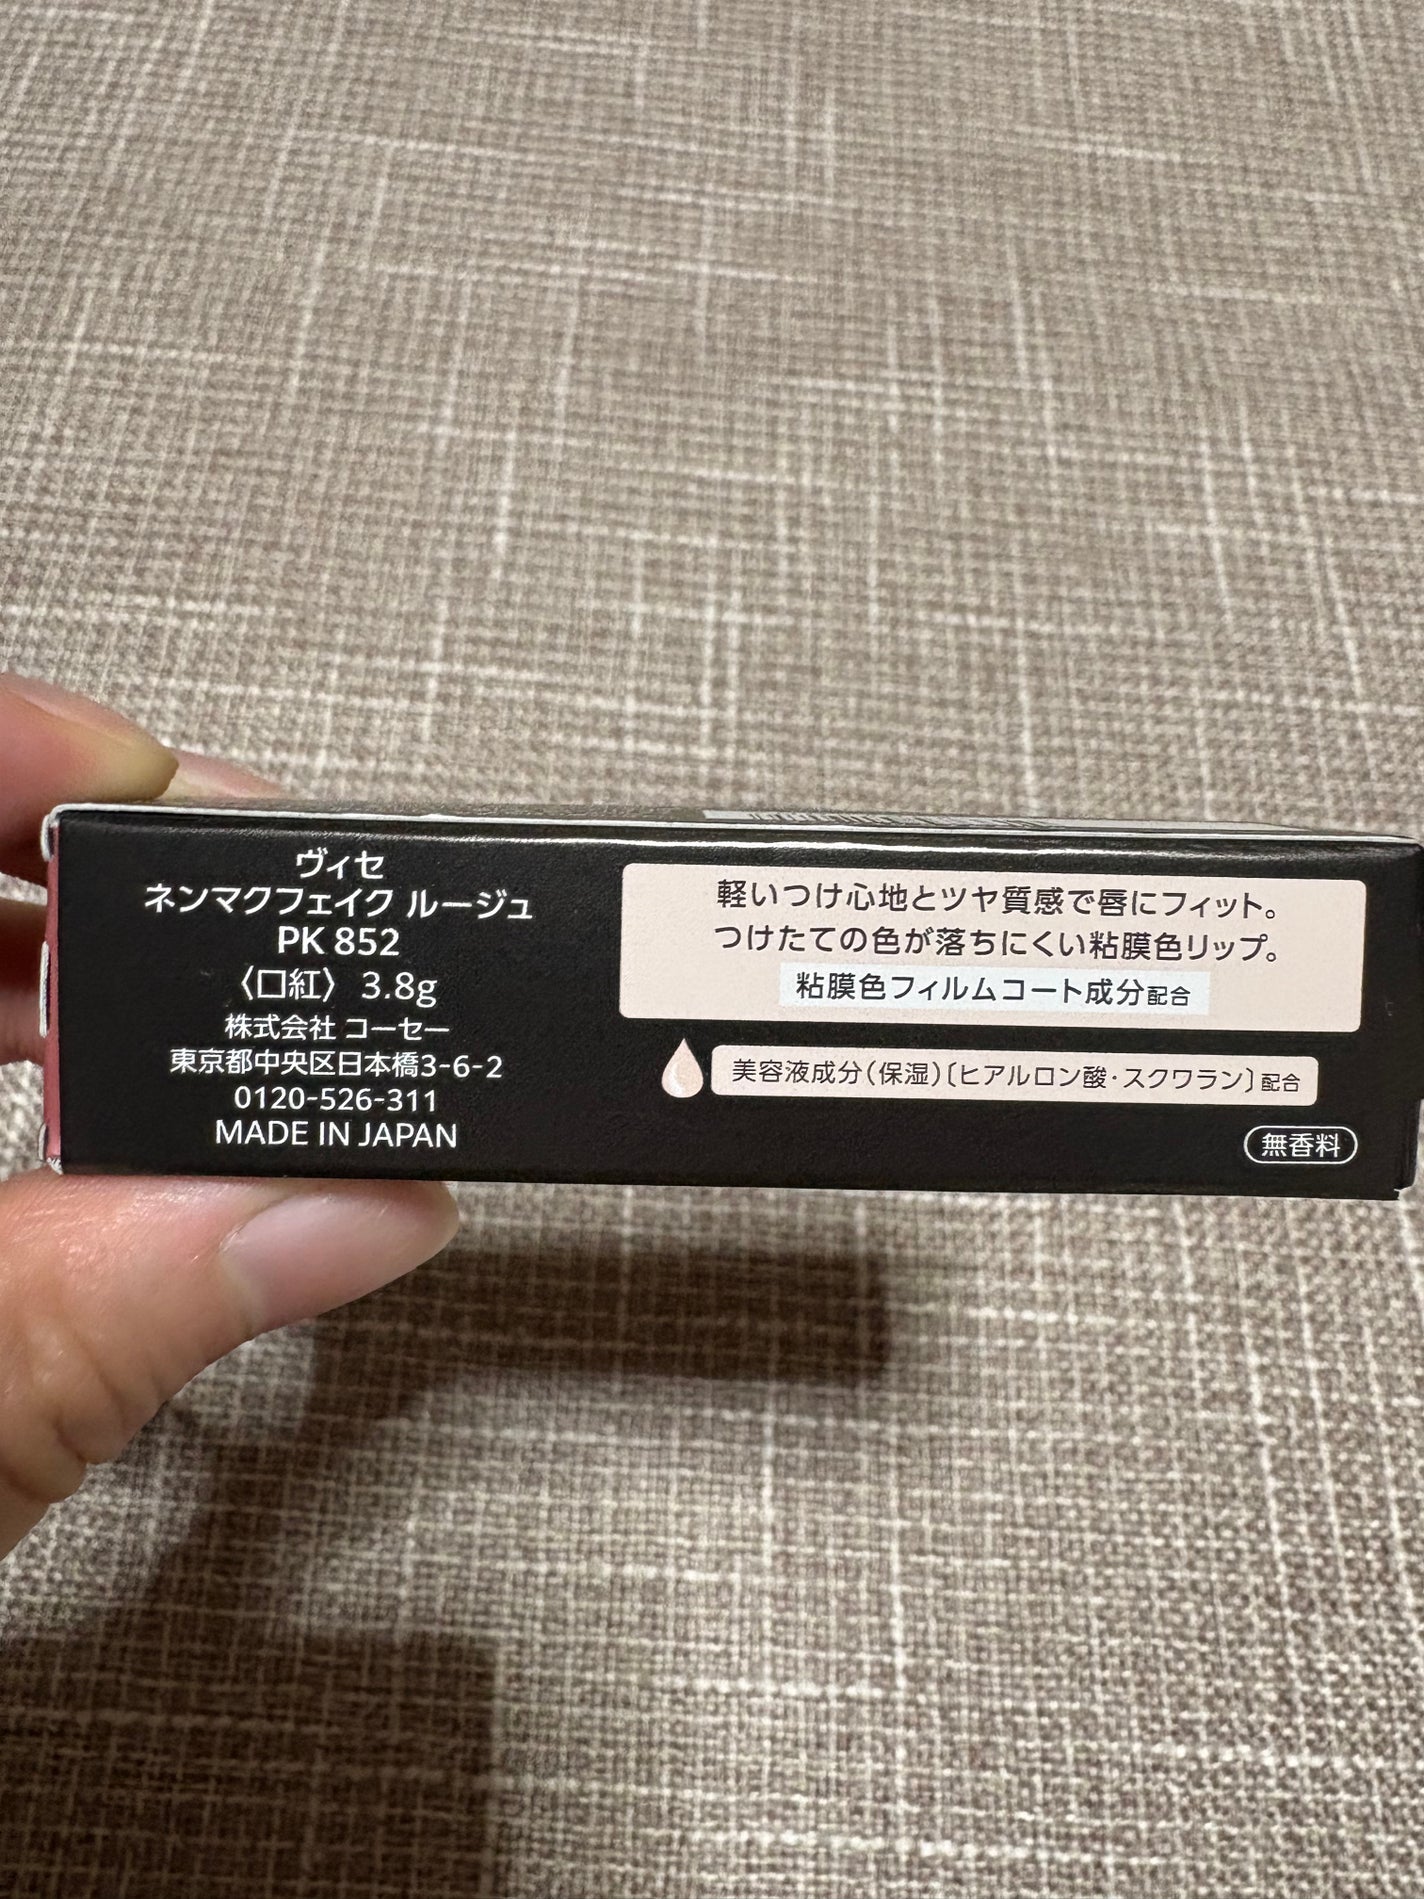 ヴィセ
ネンマクフェイク ルージュ
PK 852
〈口紅〉 3.8g
株式会社 コーセー
東京都中央区日本橋3-6-2
0120-526-311
MADE IN JAPAN
軽いつけ心地とツヤ質感で唇にフィット。
つけたての色が落ちにくい粘膜色リップ。
粘膜色フィルムコート成分配合
美容液成分（保湿）〔ヒアルロン酸・スクワラン〕配合
無香料